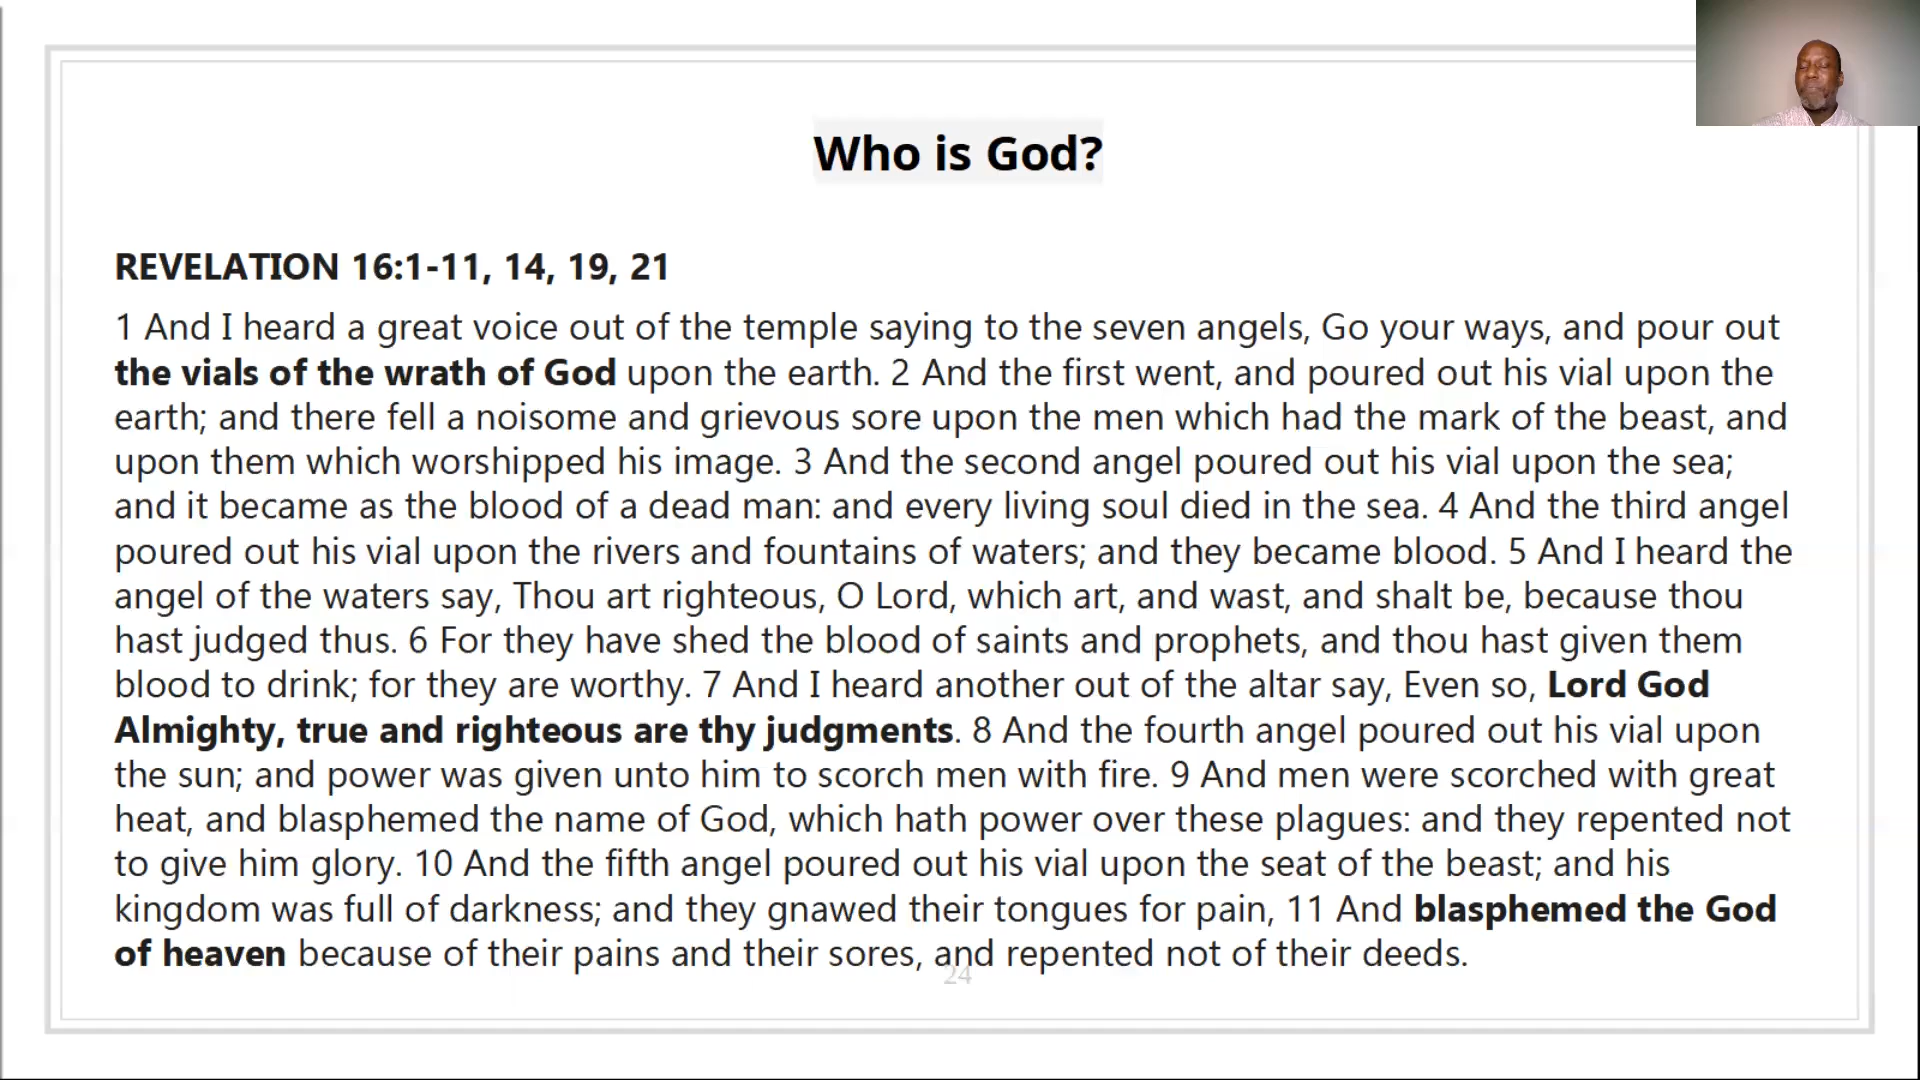 Who is God?
REVELATION 16:1-11, 14, 19, 21
1 And I heard a great voice out of the temple saying to the seven angels, Go your ways, and pour out
the vials of the wrath of God upon the earth. 2 And the first went, and poured out his vial upon the
earth; and there fell a noisome and grievous sore upon the men which had the mark of the beast, and
upon them which worshipped his image. 3 And the second angel poured out his vial upon the sea;
and it became as the blood of a dead man: and every living soul died in the sea. 4 And the third angel
poured out his vial upon the rivers and fountains of waters; and they became blood. 5 And I heard the
angel of the waters say, Thou art righteous, O Lord, which art, and wast, and shalt be, because thou
hast judged thus. 6 For they have shed the blood of saints and prophets, and thou hast given them
blood to drink; for they are worthy. 7 And I heard another out of the altar say, Even so, Lord God
Almighty, true and righteous are thy judgments. 8 And the fourth angel poured out his vial upon
the sun; and power was given unto him to scorch men with fire. 9 And men were scorched with great
heat, and blasphemed the name of God, which hath power over these plagues: and they repented not
to give him glory. 10 And the fifth angel poured out his vial upon the seat of the beast; and his
kingdom was full of darkness; and they gnawed their tongues for pain, 11 And blasphemed the God
of heaven because of their pains and their sores, and repented not of their deeds.
24